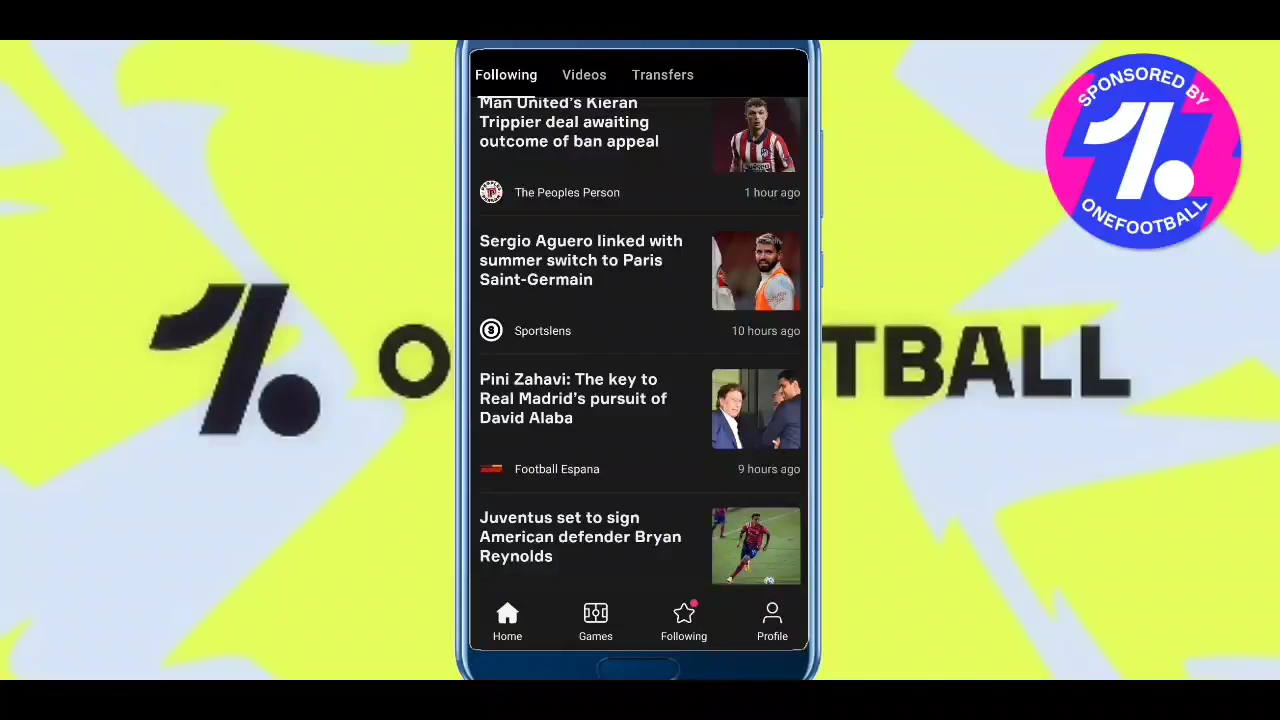 Following Videos Transfers
Man United's Kieran
Trippier deal awaiting
outcome of ban appeal
The Peoples Person 1 hour ago
Sergio Aguero linked with
summer switch to Paris
Saint-Germain
Sportslens 10 hours ago
Pini Zahavi: The key to
Real Madrid's pursuit of
David Alaba
Football Espana 9 hours ago
Juventus set to sign
American defender Bryan
Reynolds
Home Games Following Profile
SPONSORED BY
ONEFOOTBALL
O TBALL